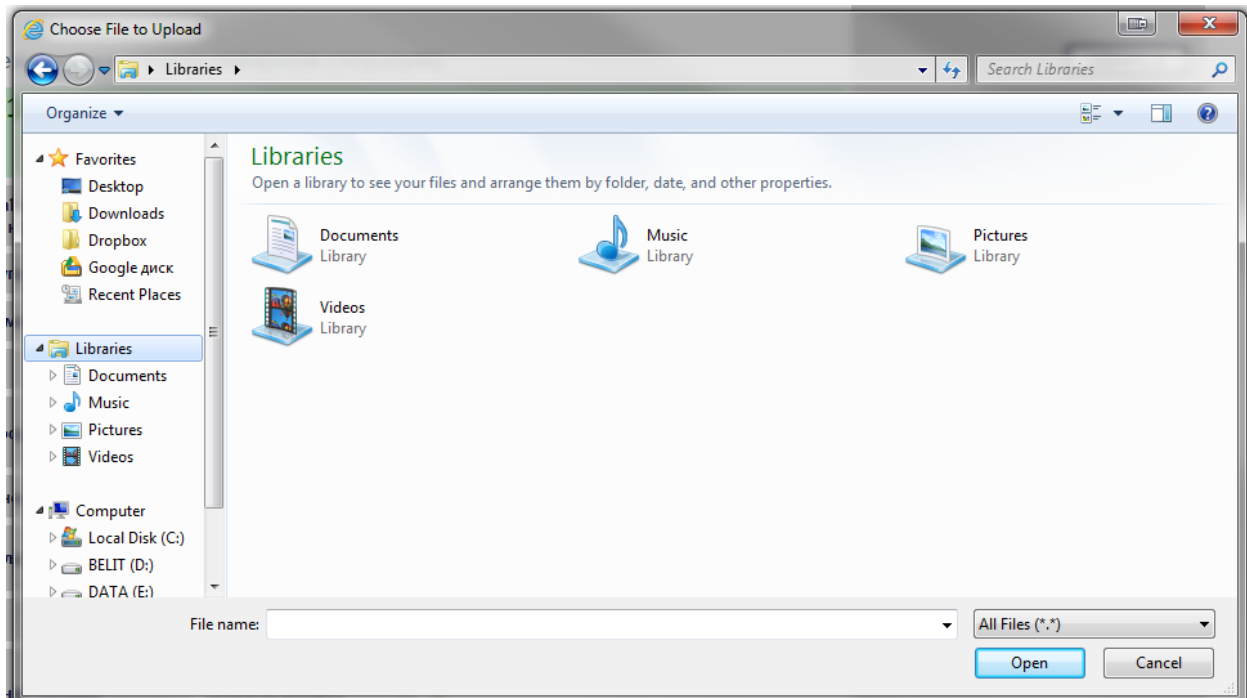 Choose File to Upload
Libraries
Search Libraries
Organize
Favorites
Desktop
Downloads
Dropbox
Google диск
Recent Places
Libraries
Documents
Music
Pictures
Videos
Computer
Local Disk (C:)
BELIT (D:)
DATA (E:)
Libraries
Open a library to see your files and arrange them by folder, date, and other properties.
Documents
Library
Music
Library
Pictures
Library
Videos
Library
File name:
All Files (*.*)
Open
Cancel